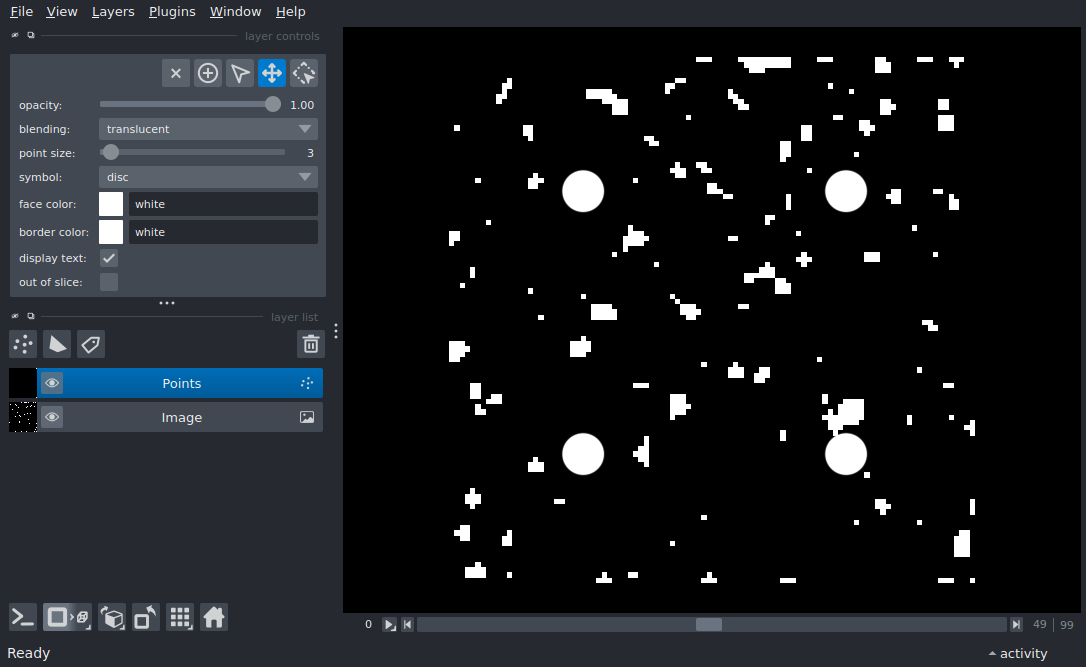 File View Layers Plugins Window Help
layer controls
opacity: 1.00
blending: translucent
point size: 3
symbol: disc
face color: white
border color: white
display text:
out of slice:
layer list
Points
Image
0 49 99
Ready activity